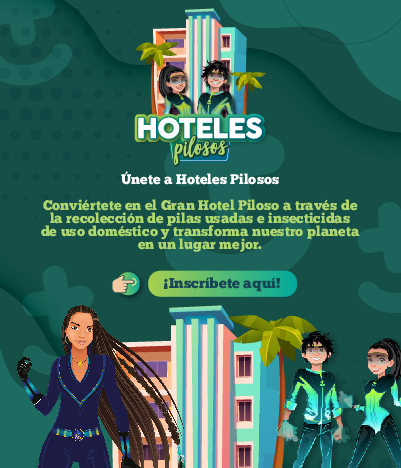 HOTELES
pilosos
Únete a Hoteles Pilosos
Conviértete en el Gran Hotel Piloso a través de
la recolección de pilas usadas e insecticidas
de uso doméstico y transforma nuestro planeta
en un lugar mejor.
¡Inscríbete aquí!